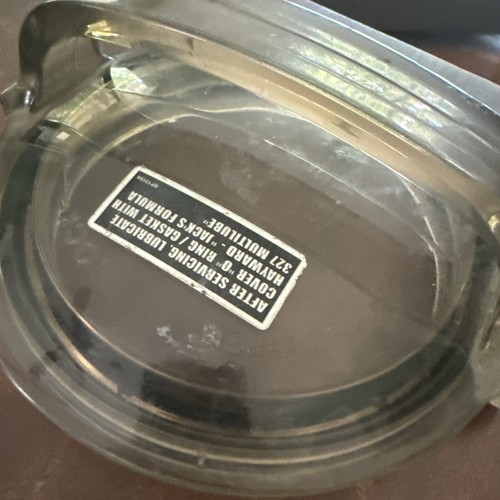 AFTER SERVICING, LUBRICATE
COVER "O" RING / GASKET WITH
HAYWARD - "JACK'S FORMULA
327 MULTILUBE"